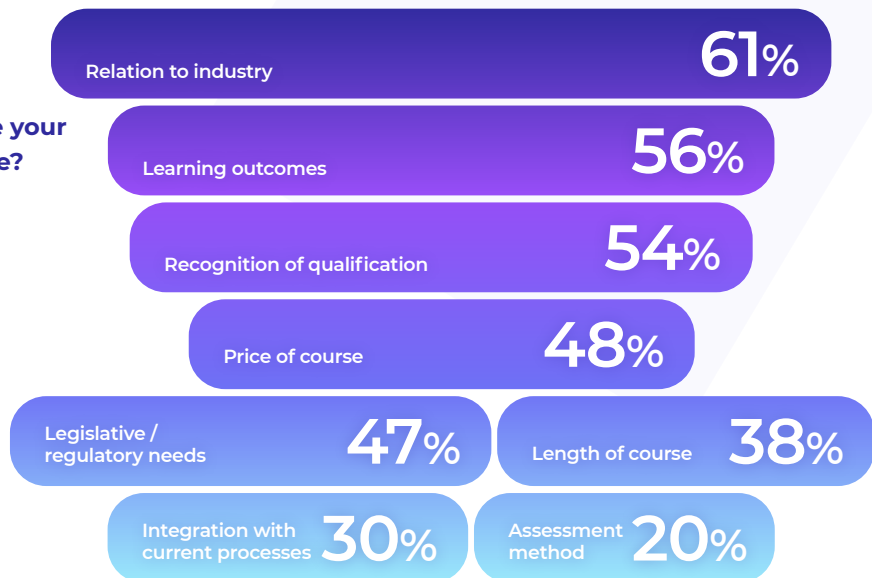 Relation to industry 61%
your
Learning outcomes 56%
Recognition of qualification 54%
Price of course 48%
Legislative /
regulatory needs 47%
Length of course 38%
Integration with
current processes 30%
Assessment
method 20%